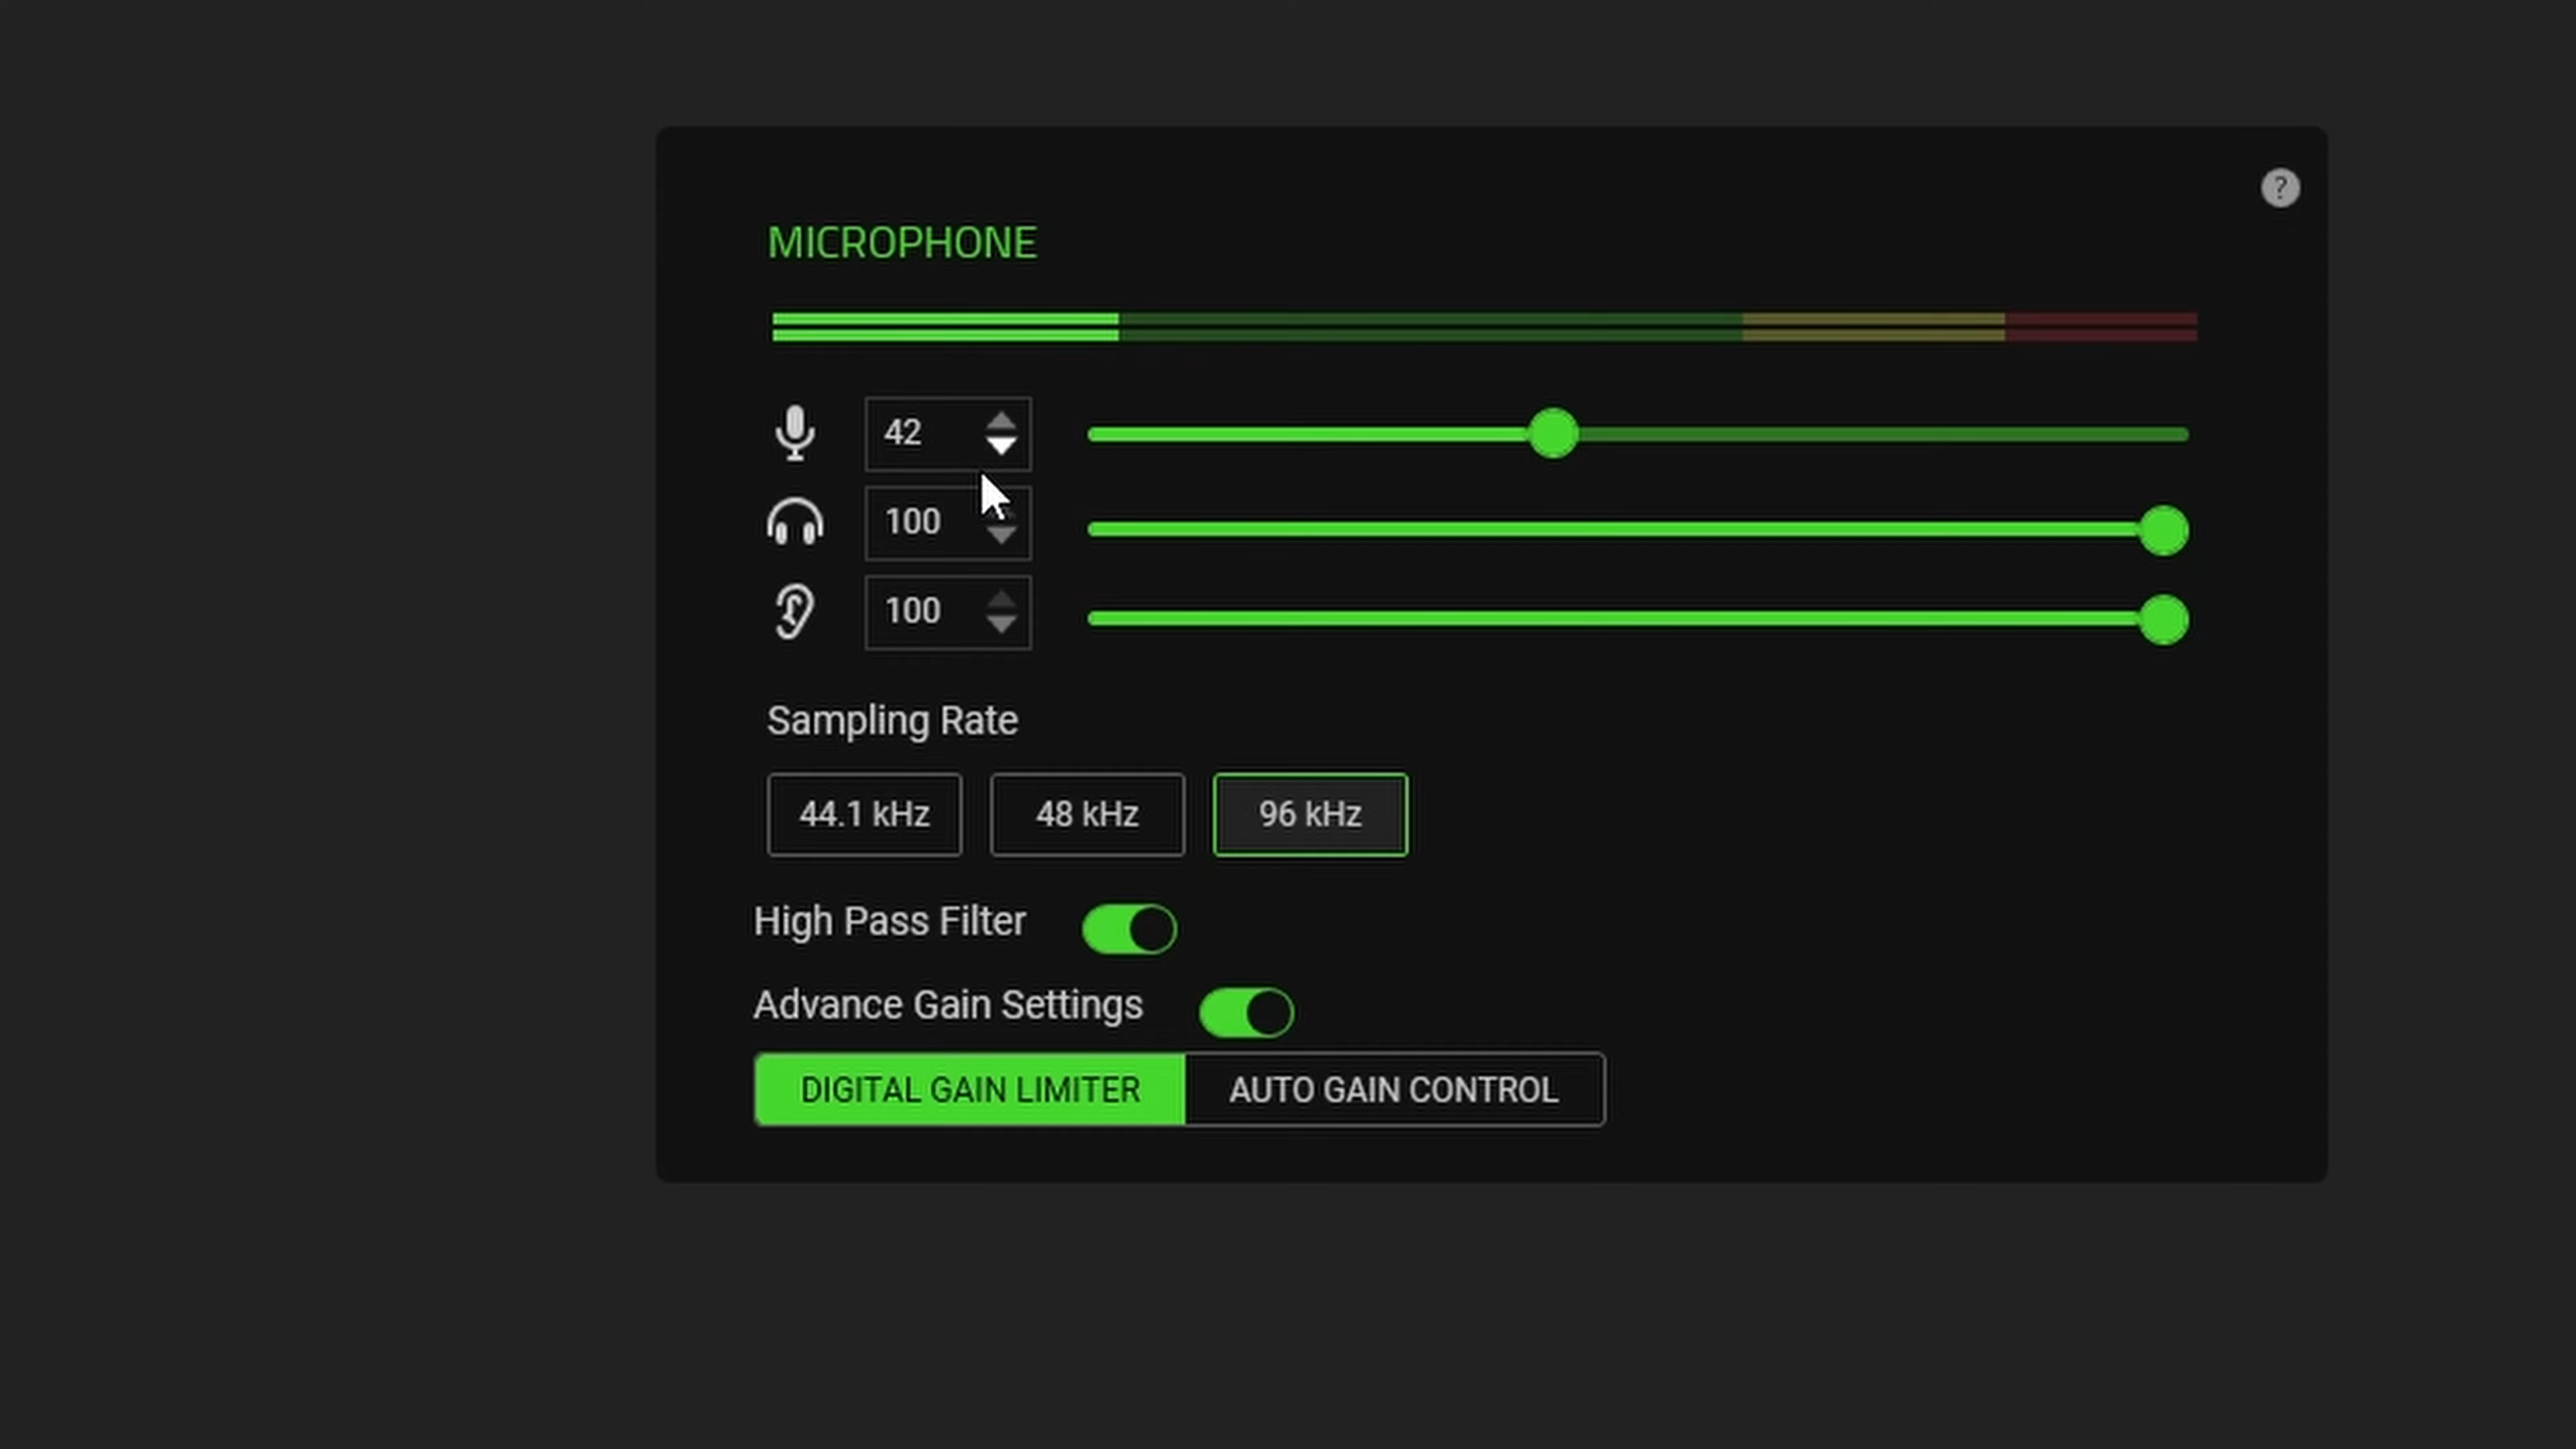 ?
MICROPHONE
42
100
100
Sampling Rate
44.1 kHz 48 kHz 96 kHz
High Pass Filter
Advance Gain Settings
DIGITAL GAIN LIMITER AUTO GAIN CONTROL